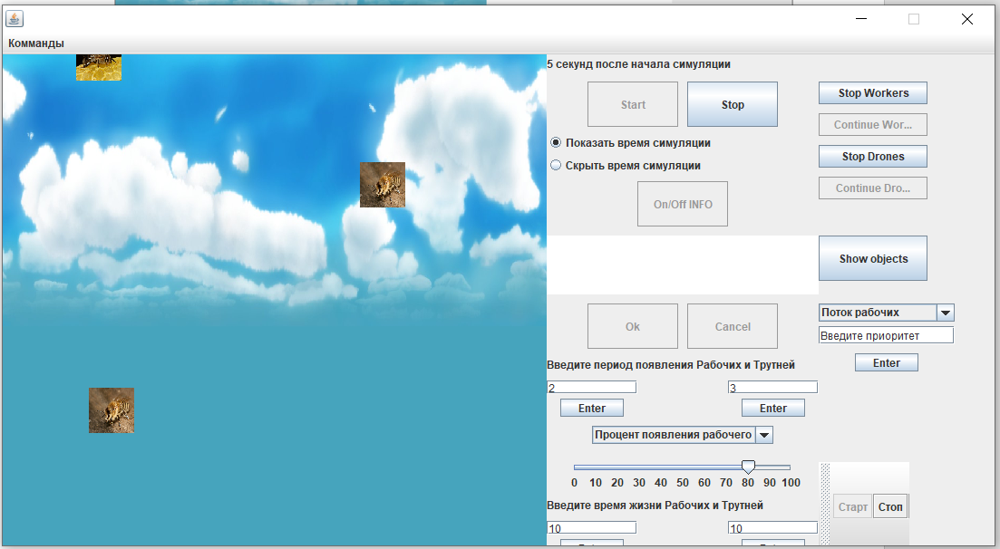 Комманды
5 секунд после начала симуляции
Start
Stop
Stop Workers
Continue Wor...
Показать время симуляции
Скрыть время симуляции
Stop Drones
Continue Dro...
On/Off INFO
Show objects
Ok
Cancel
Поток рабочих
Введите приоритет
Enter
Введите период появления Рабочих и Трутней
2
3
Enter
Enter
Процент появления рабочего
0 10 20 30 40 50 60 70 80 90 100
Введите время жизни Рабочих и Трутней
Старт
Стоп
10
10